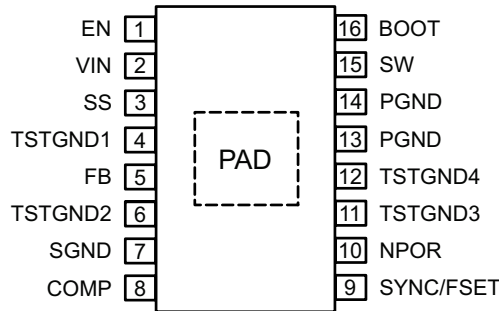 EN 1
VIN 2
SS 3
TSTGND1 4
FB 5
TSTGND2 6
SGND 7
COMP 8
PAD
16 BOOT
15 SW
14 PGND
13 PGND
12 TSTGND4
11 TSTGND3
10 NPOR
9 SYNC/FSET